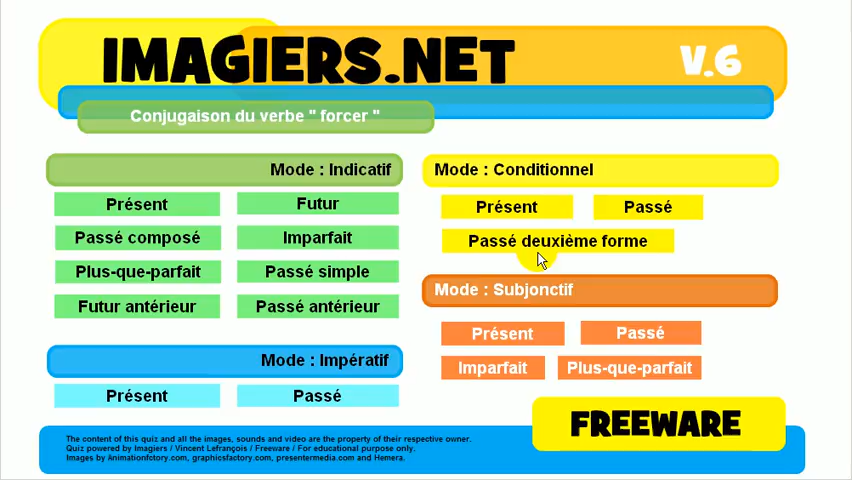 IMAGIERS.NET
V.6
Conjugaison du verbe " forcer "
Mode : Indicatif
Présent
Futur
Passé composé
Imparfait
Plus-que-parfait
Passé simple
Futur antérieur
Passé antérieur
Mode : Impératif
Présent
Passé
Mode : Conditionnel
Présent
Passé
Passé deuxième forme
Mode : Subjonctif
Présent
Passé
Imparfait
Plus-que-parfait
FREEWARE
The content of this quiz and all the images, sounds and video are the property of their respective owner.
Quiz powered by Imagiers / Vincent Lefrançois / Freeware / For educational purpose only.
Images by Animationfctory.com, graphicsfactory.com, presentermedia.com and Hemera.